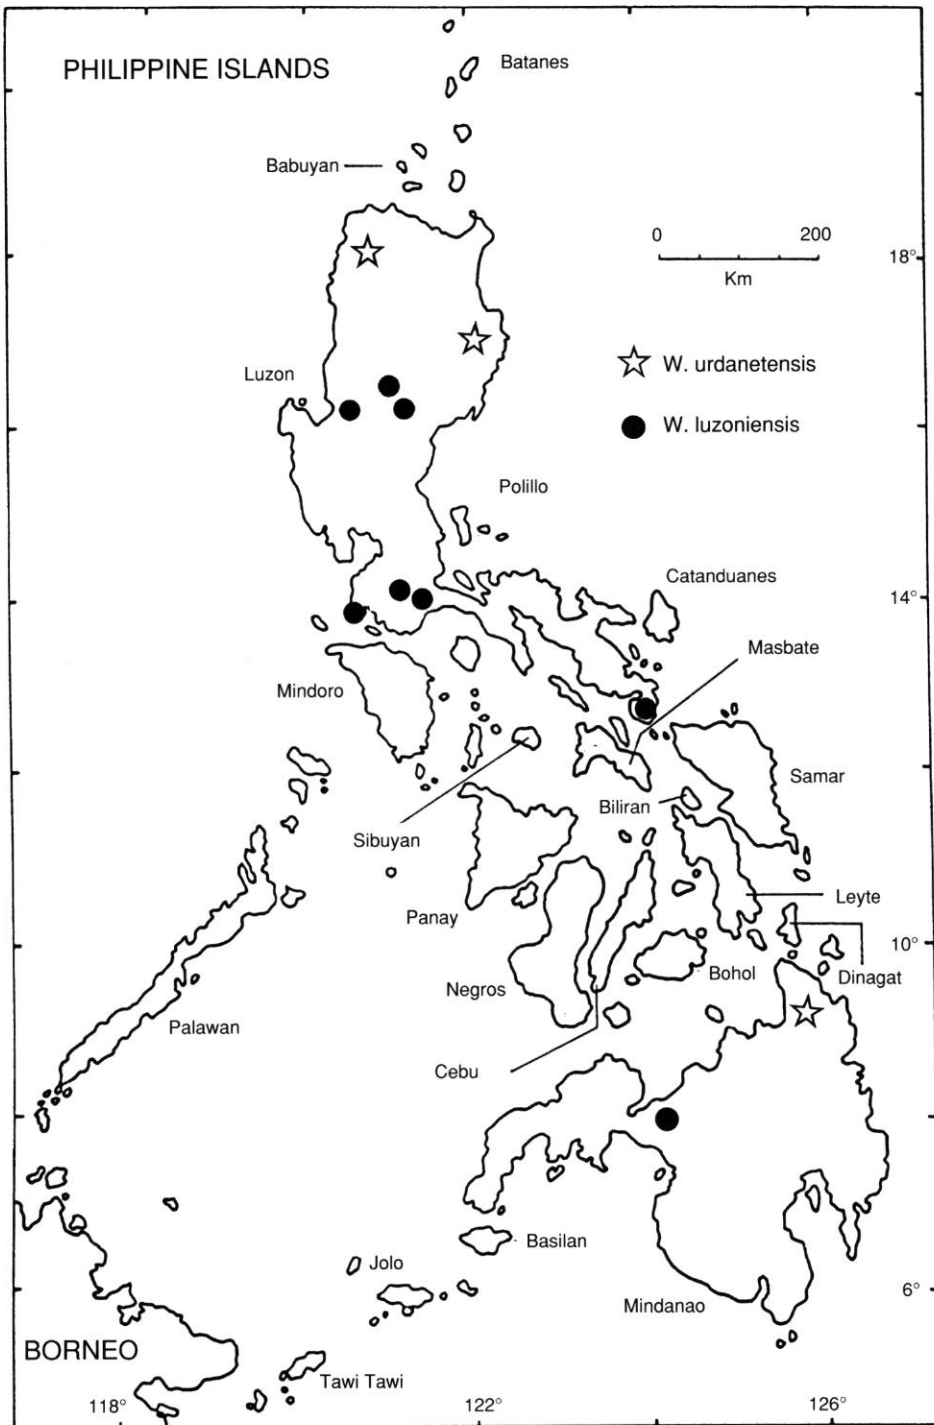 PHILIPPINE ISLANDS
Batanes
Babuyan
0 200
Km
18°
Luzon
W. urdanetensis
W. luzoniensis
Polillo
Catanduanes
14°
Masbate
Mindoro
Samar
Biliran
Sibuyan
Leyte
Panay
10°
Bohol
Dinagat
Negros
Palawan
Cebu
Basilan
Jolo
6°
Mindanao
BORNEO
Tawi Tawi
118° 122° 126°